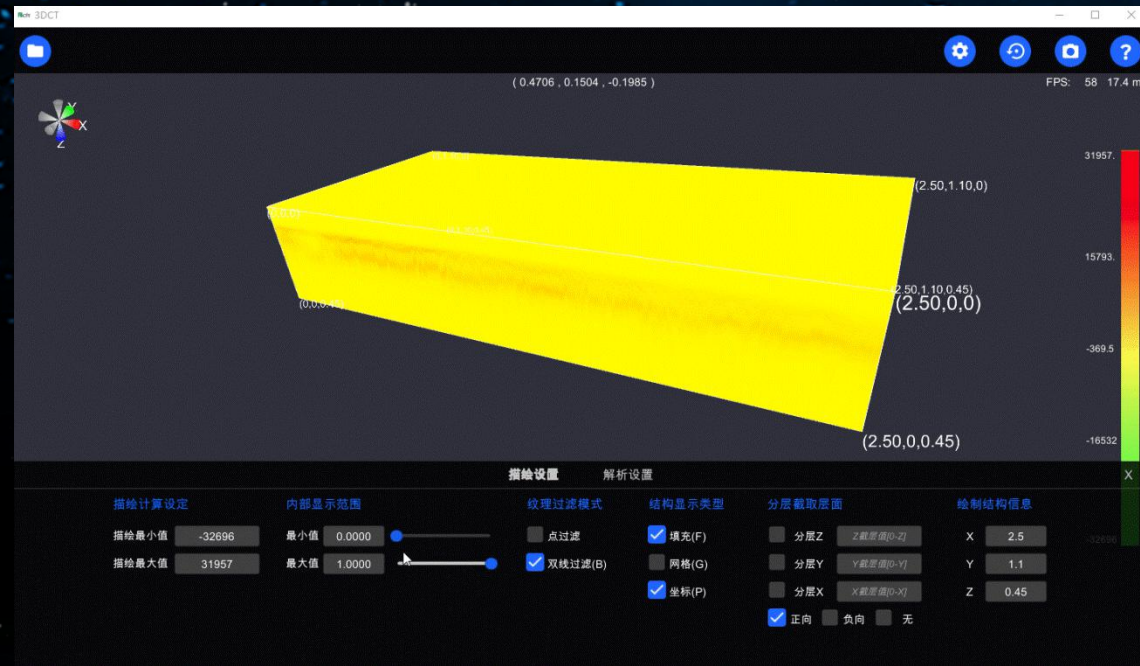 3DCT
( 0.4706 , 0.1504 , -0.1985 )
FPS: 58 17.4 m
Y
X
Z
31957.
(2.50,1.10,0)
(0,0,0)
15793.
(2.50,1.10,0.45)
(2.50,0,0)
(0,0,0.45)
-369.5
(2.50,0,0.45)
-16532
描绘设置 解析设置 X
描绘计算设定 内部显示范围 纹理过滤模式 结构显示类型 分层截取层面 绘制结构信息
描绘最小值 -32696 最小值 0.0000 点过滤 填充(F) 分层Z Z截层值[0-Z] X 2.5
-32696
描绘最大值 31957 最大值 1.0000 双线过滤(B) 网格(G) 分层Y Y截层值[0-Y] Y 1.1
坐标(P) 分层X X截层值[0-X] Z 0.45
正向 负向 无